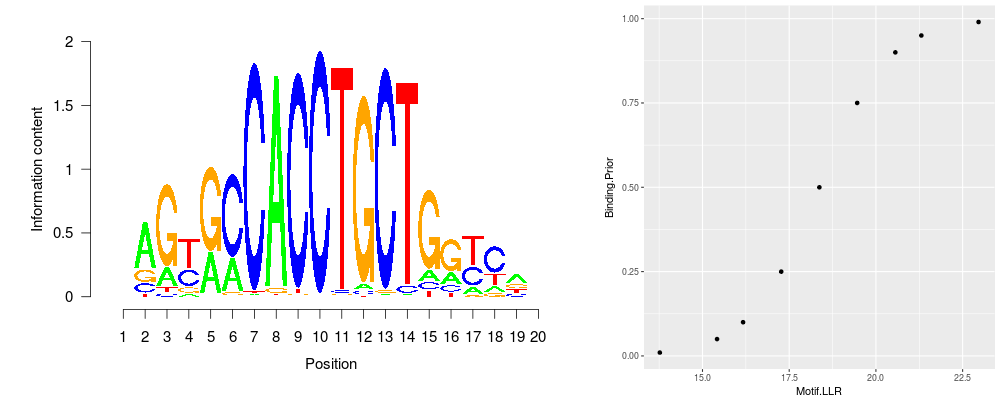 Information content
2
1.5
1
0.5
0
AGTGCCACCTGCTGGTCA
1 2 3 4 5 6 7 8 9 10 11 12 13 14 15 16 17 18 19 20
Position
Binding.Prior
1.00
0.75
0.50
0.25
0.00
15.0 17.5 20.0 22.5
Motif.LLR